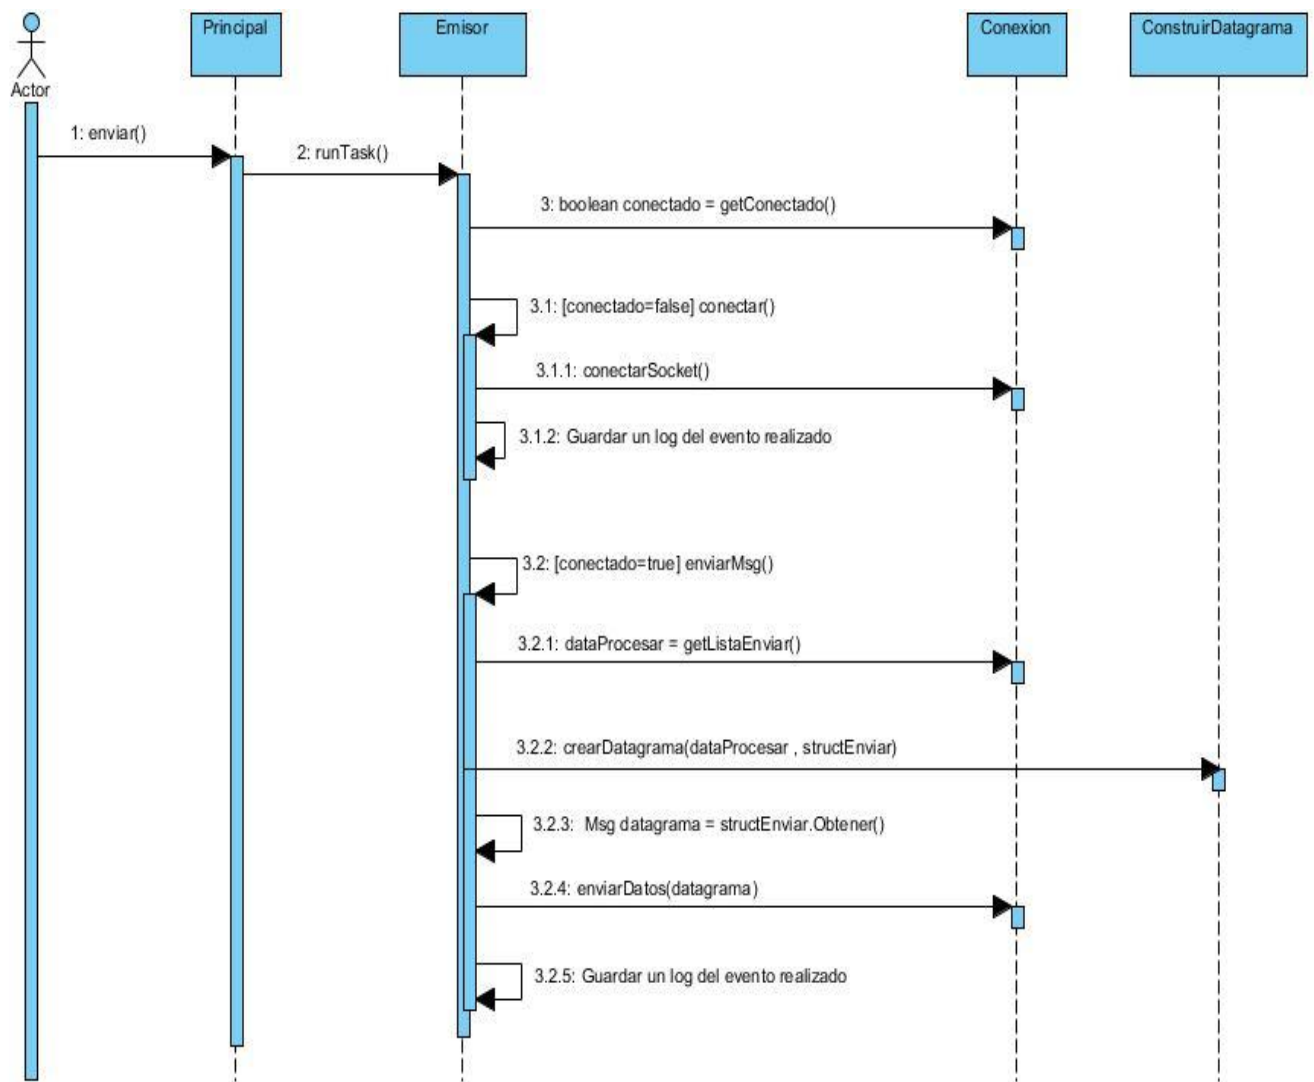 Principal
Emisor
Conexion
ConstruirDatagrama
Actor
1: enviar()
2: runTask()
3: boolean conectado = getConectado()
3.1: [conectado=false] conectar()
3.1.1: conectarSocket()
3.1.2: Guardar un log del evento realizado
3.2: [conectado=true] enviarMsg()
3.2.1: dataProcesar = getListaEnviar()
3.2.2: crearDatagrama(dataProcesar , structEnviar)
3.2.3: Msg datagrama = structEnviar.Obtener()
3.2.4: enviarDatos(datagrama)
3.2.5: Guardar un log del evento realizado